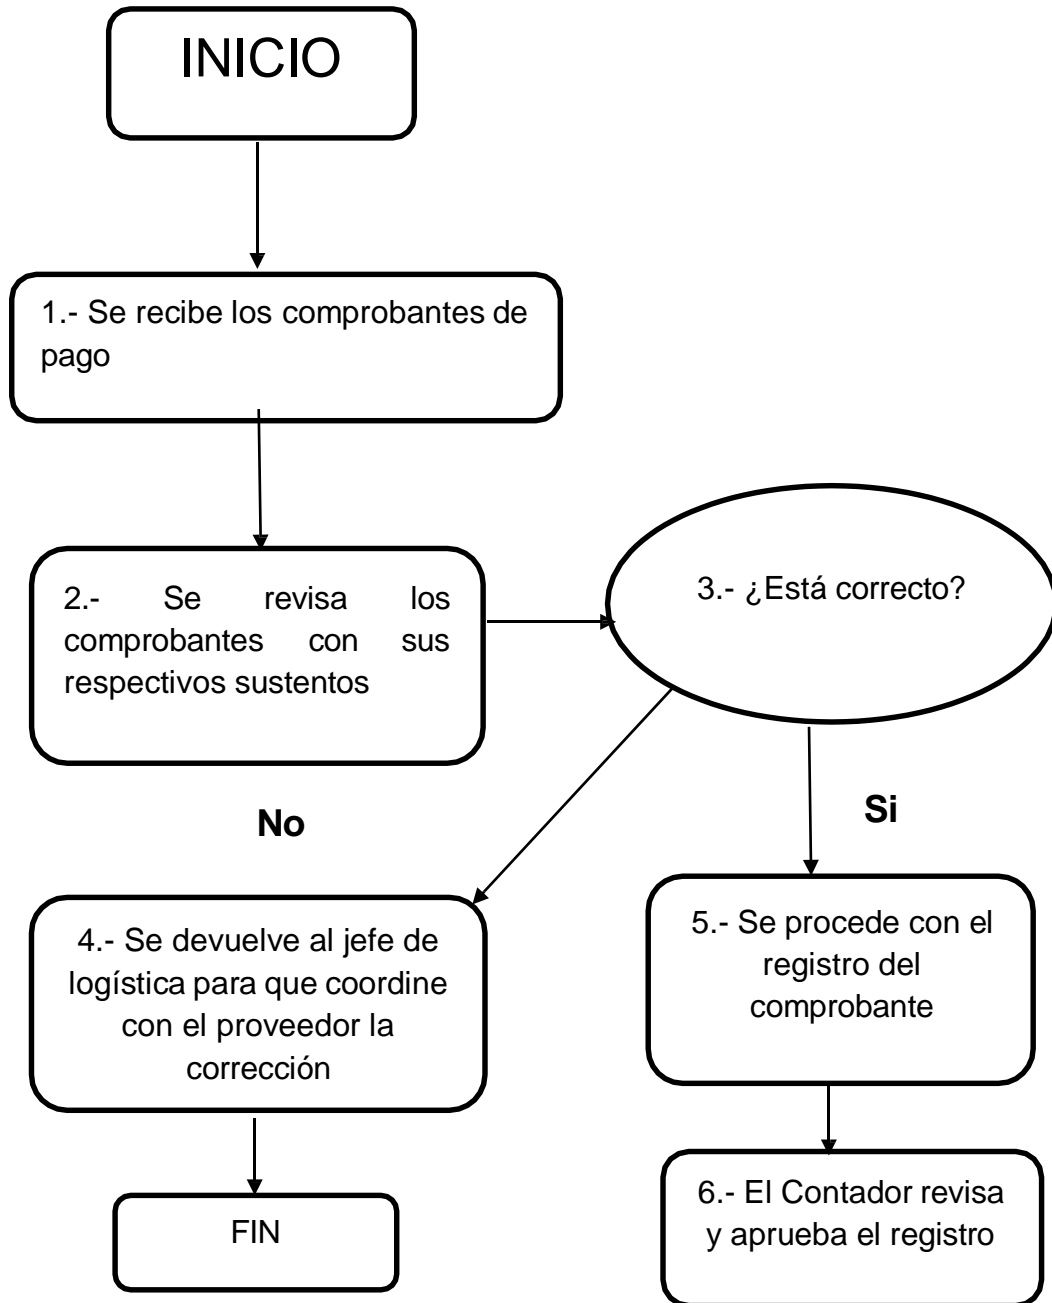 INICIO
1.- Se recibe los comprobantes de
pago
2.- Se revisa los
comprobantes con sus
respectivos sustentos
3.- ¿Está correcto?
No
Si
4.- Se devuelve al jefe de
logística para que coordine
con el proveedor la
corrección
5.- Se procede con el
registro del
comprobante
FIN
6.- El Contador revisa
y aprueba el registro